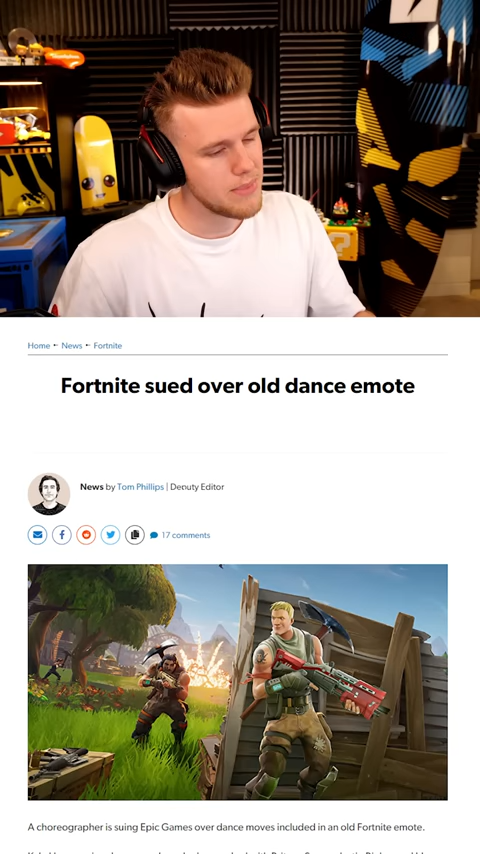 Home News Fortnite
Fortnite sued over old dance emote
News by Tom Phillips | Deputy Editor
17 comments
A choreographer is suing Epic Games over dance moves included in an old Fortnite emote.